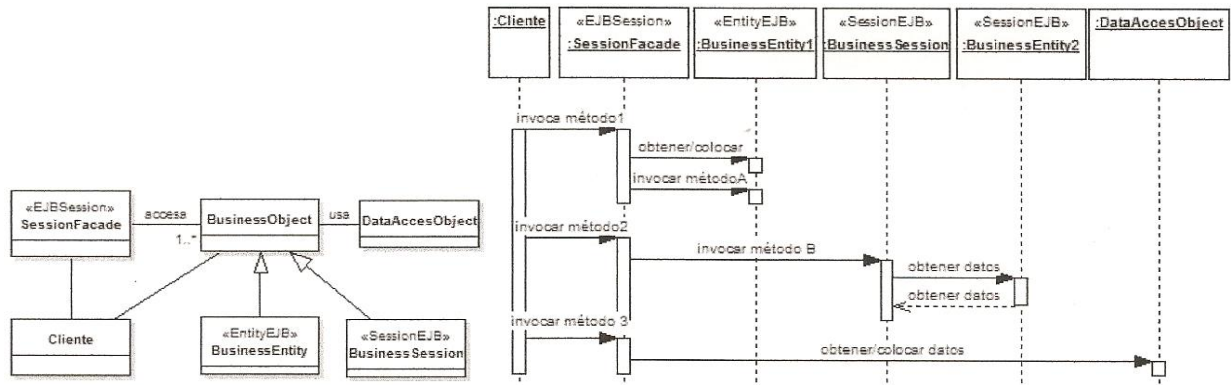 «EJBSession»
SessionFacade
accesa
1..*
BusinessObject
usa
DataAccesObject
Cliente
«EntityEJB»
BusinessEntity
«SessionEJB»
BusinessSession
:Cliente
«EJBSession»
:SessionFacade
«EntityEJB»
:BusinessEntity1
«SessionEJB»
:BusinessSession
«SessionEJB»
:BusinessEntity2
:DataAccesObject
invoca método1
obtener/colocar
invocar métodoA
invocar método2
invocar método B
obtener datos
obtener datos
invocar método 3
obtener/colocar datos